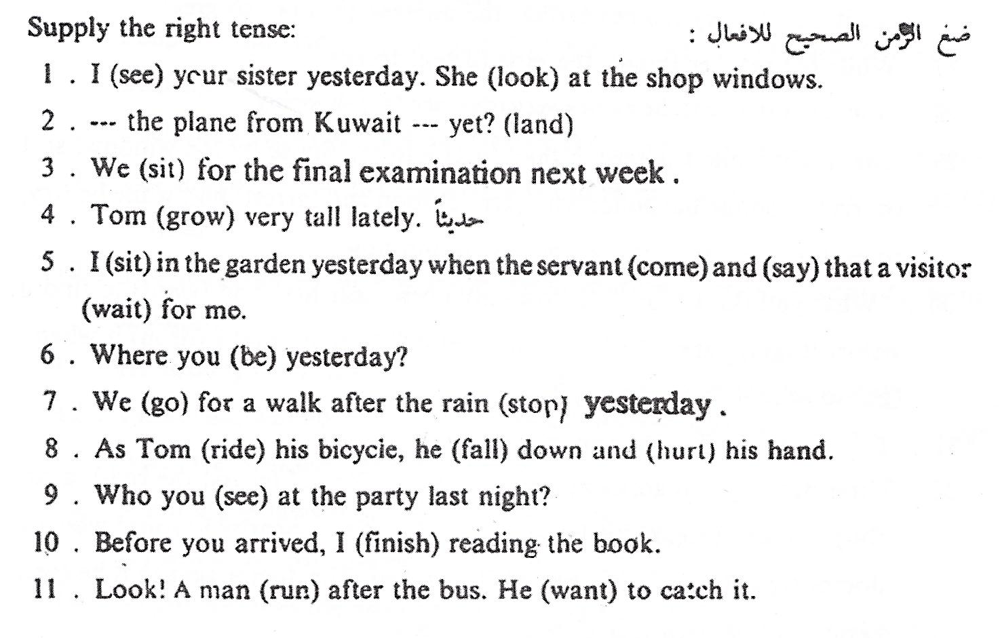 Supply the right tense: ضع الزمن الصحيح للافعال :
1 . I (see) your sister yesterday. She (look) at the shop windows.
2 . --- the plane from Kuwait --- yet? (land)
3 . We (sit) for the final examination next week .
4 . Tom (grow) very tall lately. حديثاً
5 . I (sit) in the garden yesterday when the servant (come) and (say) that a visitor
(wait) for me.
6 . Where you (be) yesterday?
7 . We (go) for a walk after the rain (stop) yesterday .
8 . As Tom (ride) his bicycle, he (fall) down and (hurt) his hand.
9 . Who you (see) at the party last night?
10 . Before you arrived, I (finish) reading the book.
11 . Look! A man (run) after the bus. He (want) to catch it.